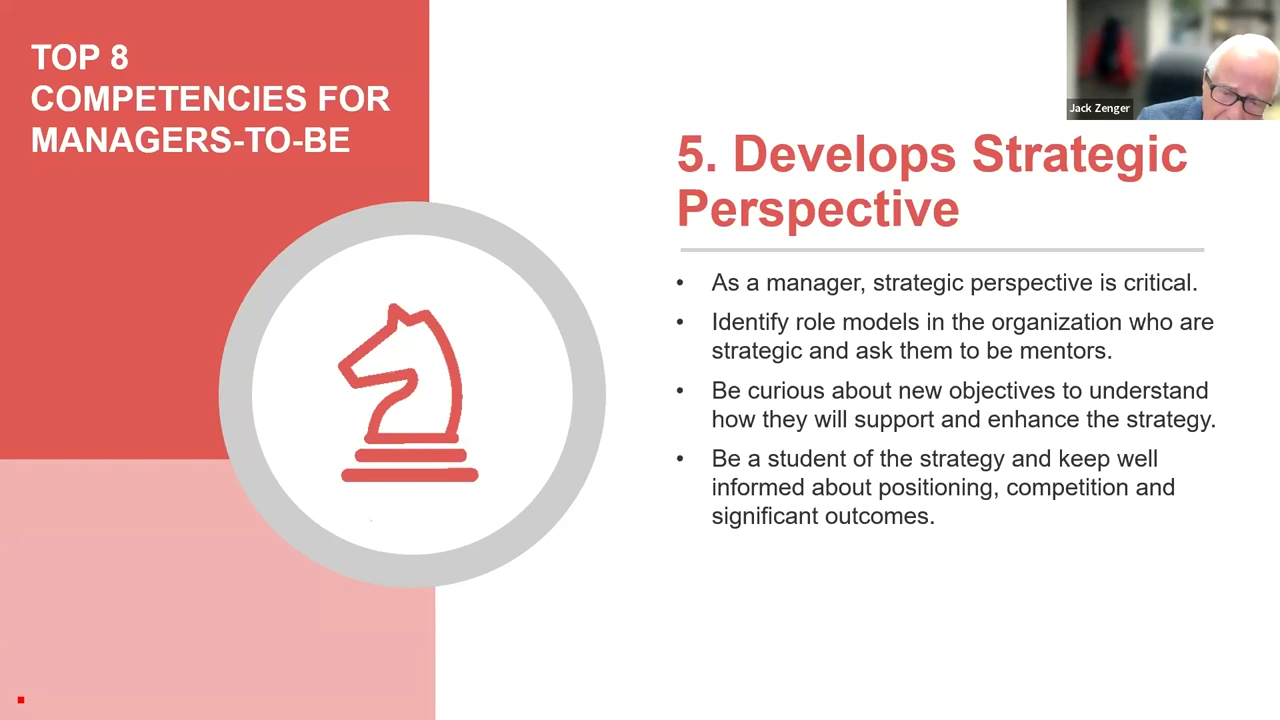 TOP 8
COMPETENCIES FOR
MANAGERS-TO-BE
Jack Zenger
5. Develops Strategic
Perspective
• As a manager, strategic perspective is critical.
• Identify role models in the organization who are
strategic and ask them to be mentors.
• Be curious about new objectives to understand
how they will support and enhance the strategy.
• Be a student of the strategy and keep well
informed about positioning, competition and
significant outcomes.